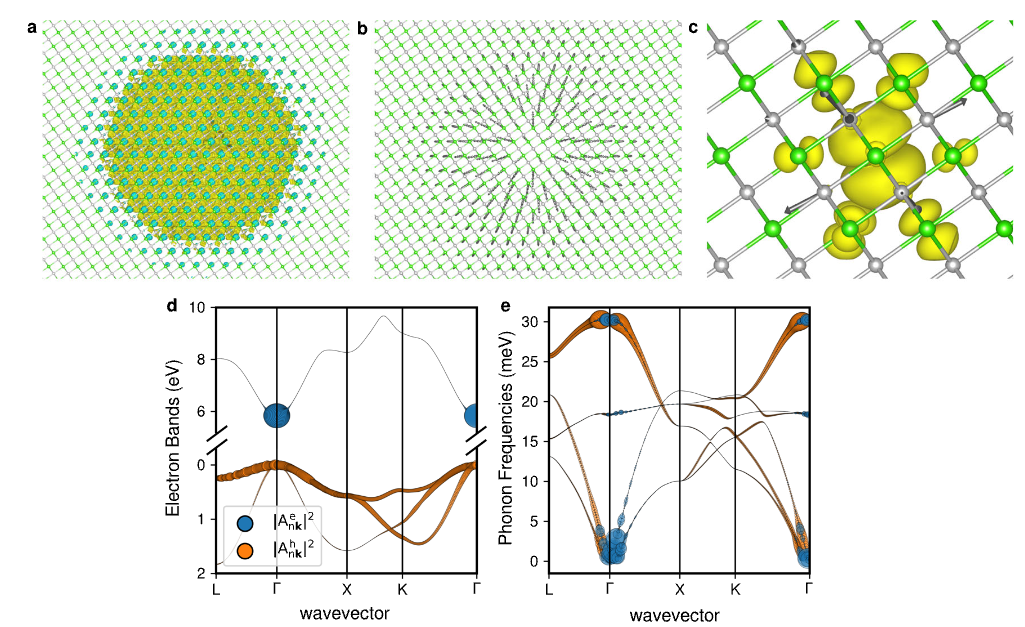 a
b
c
d
e
10
8
6
0
1
2
Electron Bands (eV)
|A^e_nk|^2
|A^h_nk|^2
L Γ X K Γ
wavevector
30
25
20
15
10
5
0
Phonon Frequencies (meV)
L Γ X K Γ
wavevector